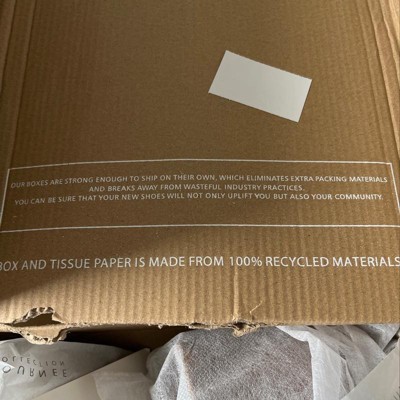 OUR BOXES ARE STRONG ENOUGH TO SHIP ON THEIR OWN, WHICH ELIMINATES EXTRA PACKING MATERIALS
AND BREAKS AWAY FROM WASTEFUL INDUSTRY PRACTICES.
YOU CAN BE SURE THAT YOUR NEW SHOES WILL NOT ONLY UPLIFT YOU BUT ALSO YOUR COMMUNITY.
BOX AND TISSUE PAPER IS MADE FROM 100% RECYCLED MATERIALS
COLLECTION
JOURNEE